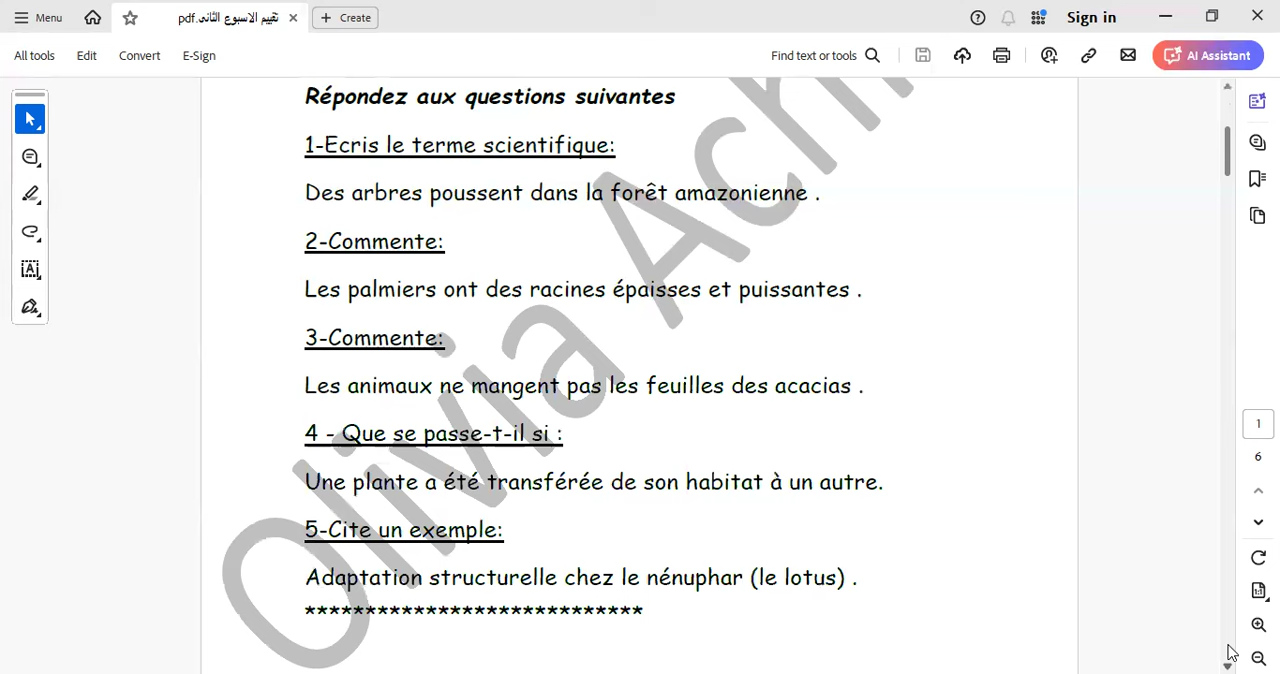 Menu
تقييم الاسبوع الثانى.pdf
Create
Sign in
All tools
Edit
Convert
E-Sign
Find text or tools
AI Assistant
Répondez aux questions suivantes
1-Ecris le terme scientifique:
Des arbres poussent dans la forêt amazonienne .
2-Commente:
Les palmiers ont des racines épaisses et puissantes .
3-Commente:
Les animaux ne mangent pas les feuilles des acacias .
4 - Que se passe-t-il si :
Une plante a été transférée de son habitat à un autre.
5-Cite un exemple:
Adaptation structurelle chez le nénuphar (le lotus) .
****************************
Olivia
1
6